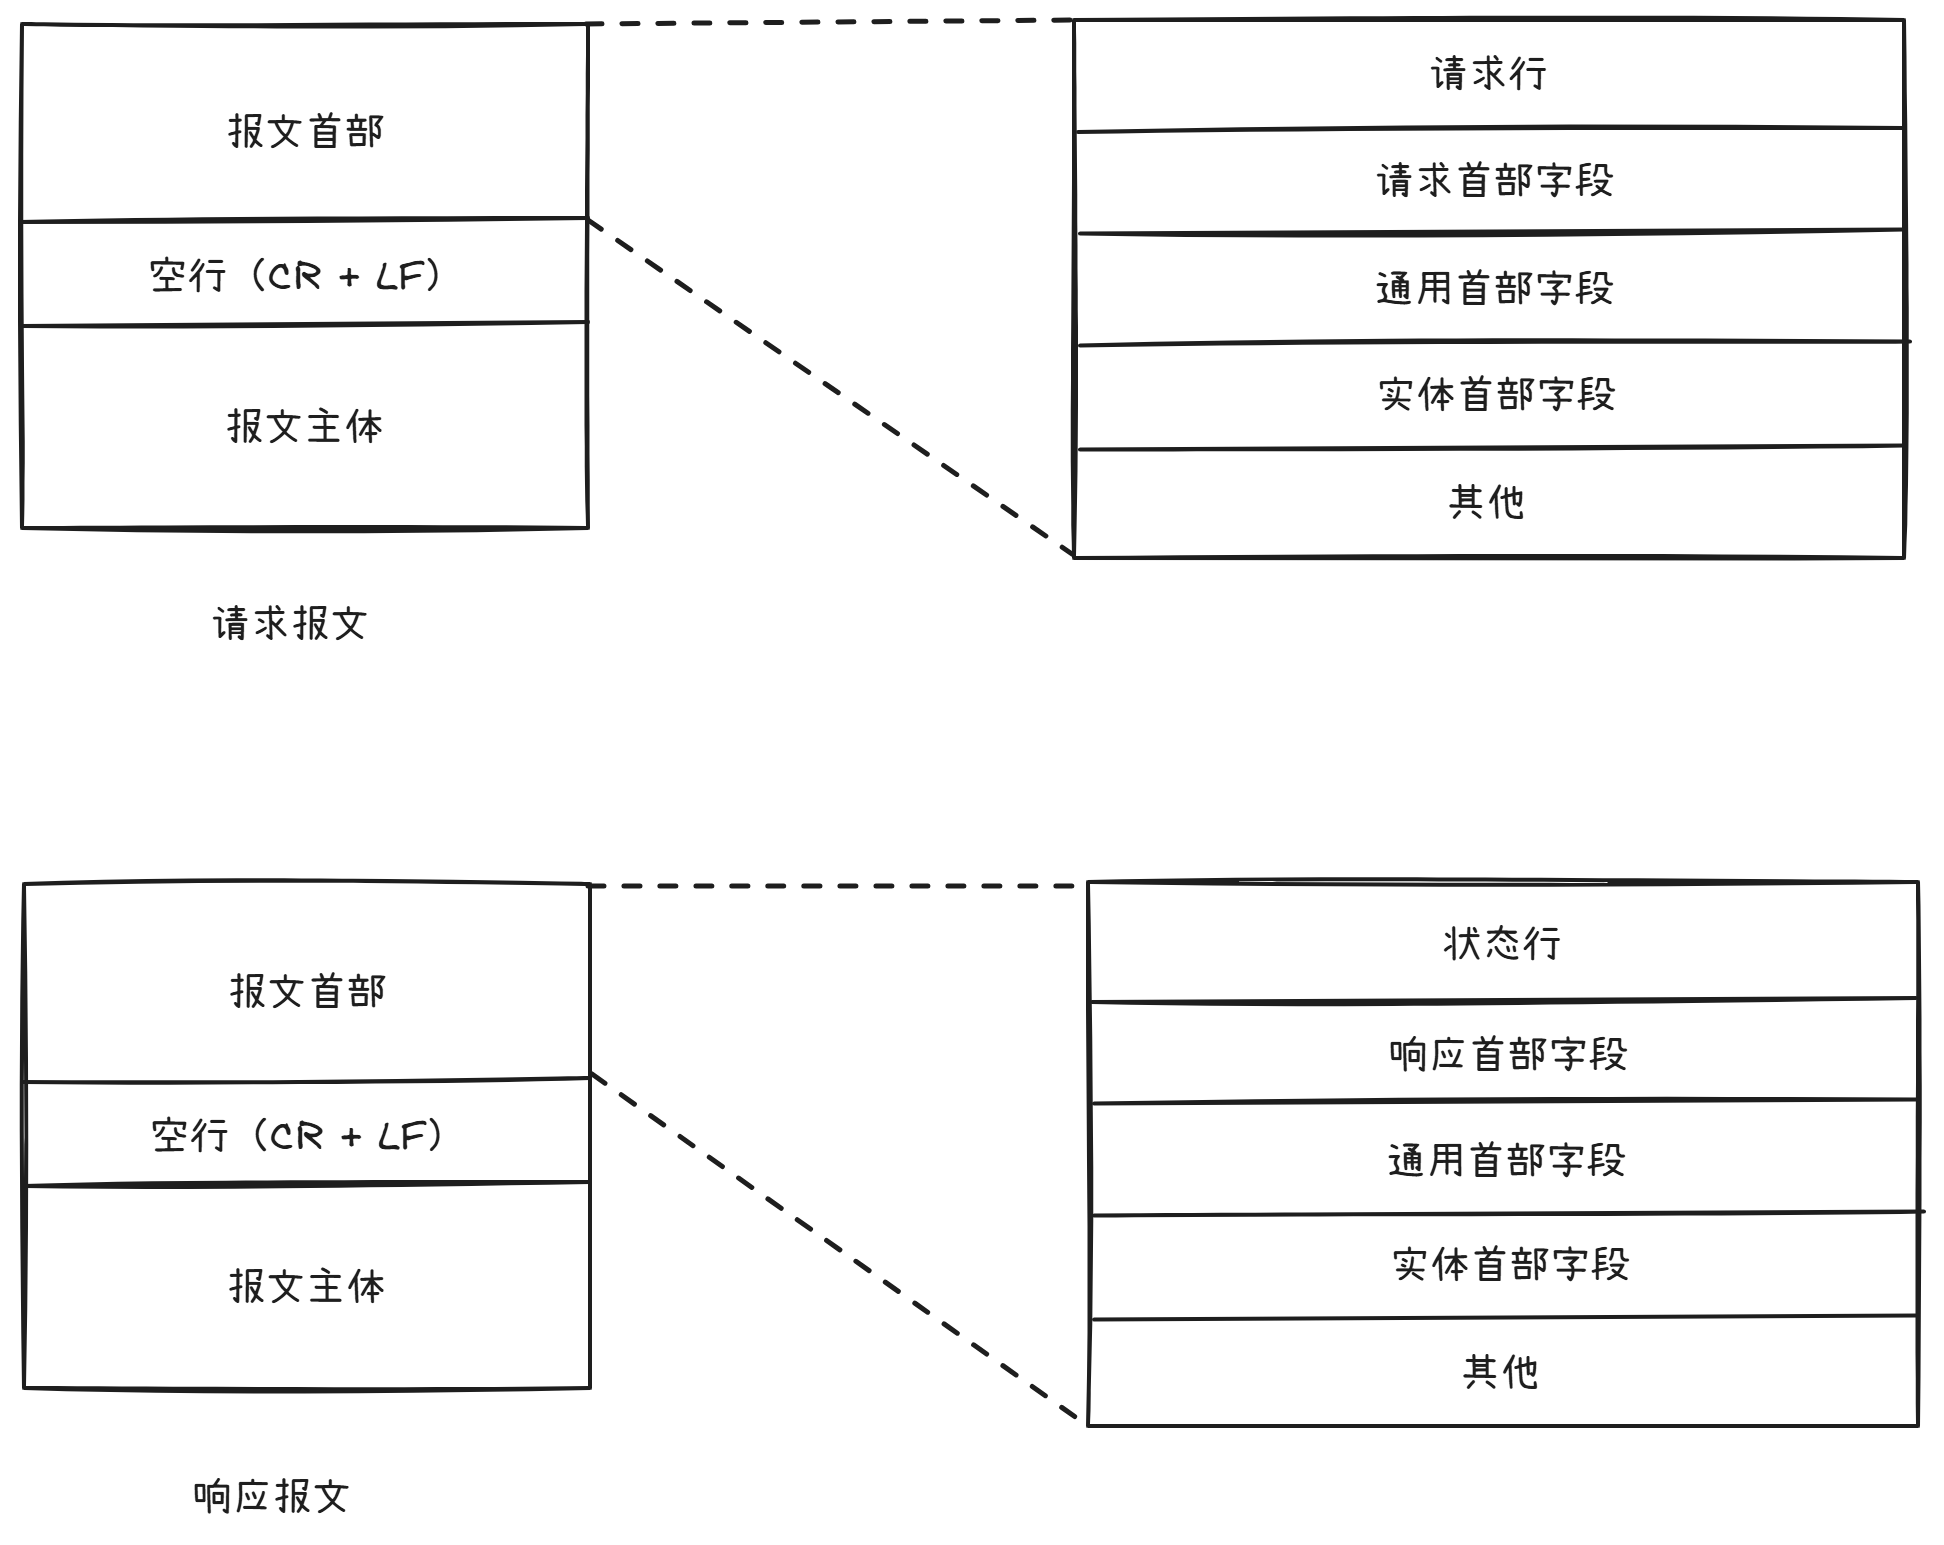 报文首部
空行（CR + LF）
报文主体
请求报文
请求行
请求首部字段
通用首部字段
实体首部字段
其他
报文首部
空行（CR + LF）
报文主体
响应报文
状态行
响应首部字段
通用首部字段
实体首部字段
其他